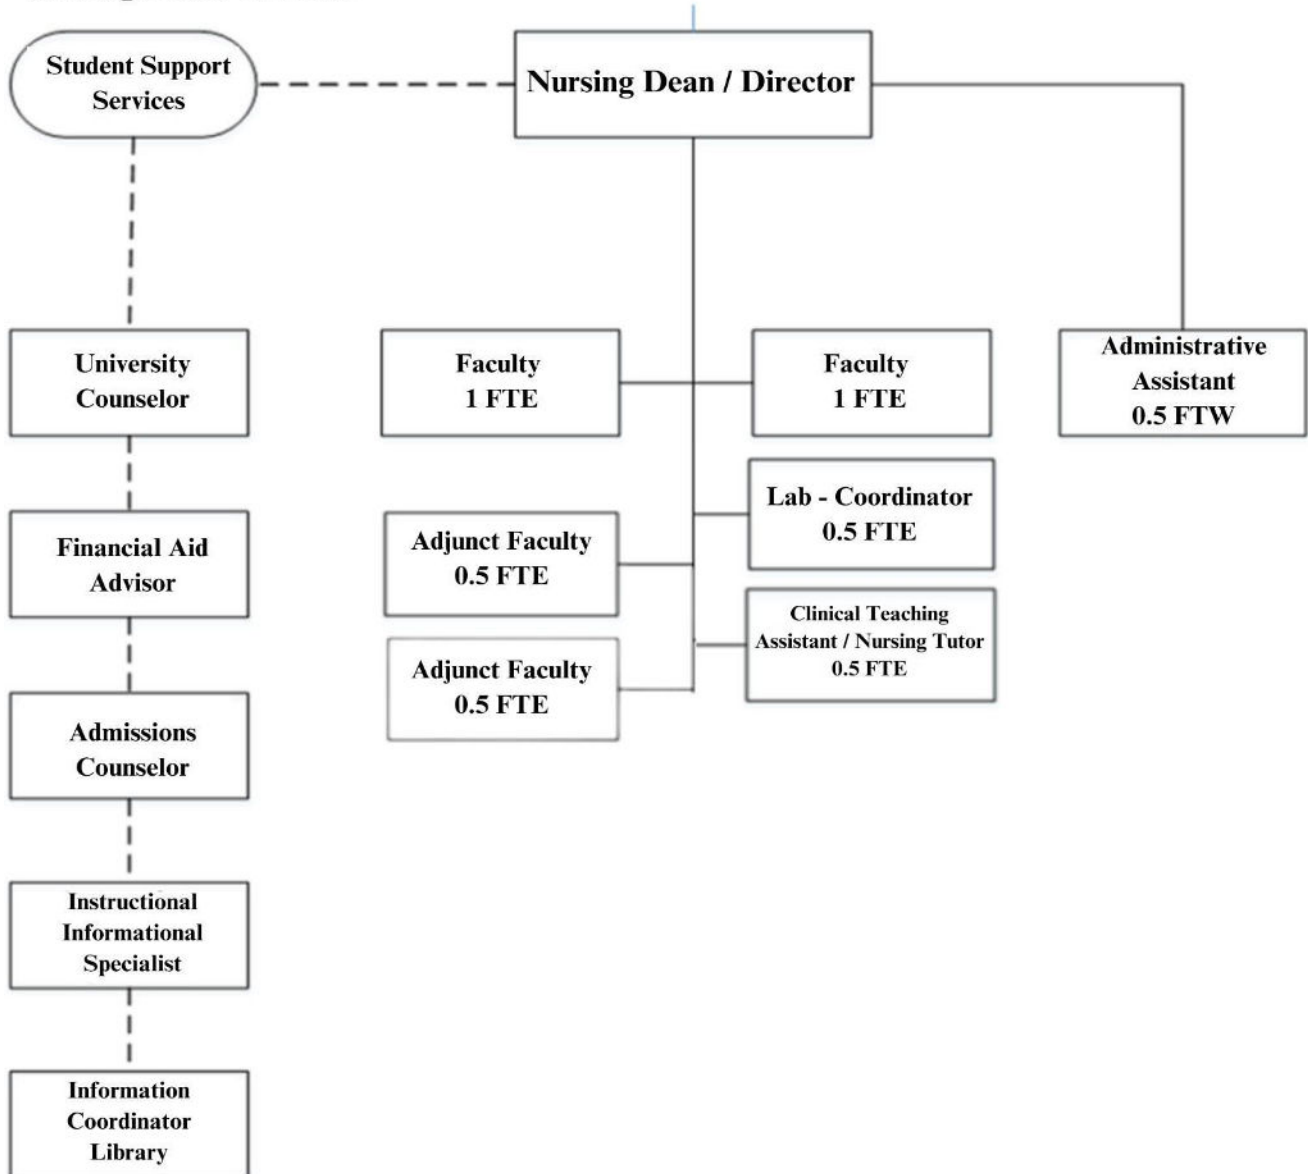 Student Support
Services
Nursing Dean / Director
University
Counselor
Faculty
1 FTE
Faculty
1 FTE
Administrative
Assistant
0.5 FTW
Lab - Coordinator
0.5 FTE
Financial Aid
Advisor
Adjunct Faculty
0.5 FTE
Clinical Teaching
Assistant / Nursing Tutor
0.5 FTE
Adjunct Faculty
0.5 FTE
Admissions
Counselor
Instructional
Informational
Specialist
Information
Coordinator
Library